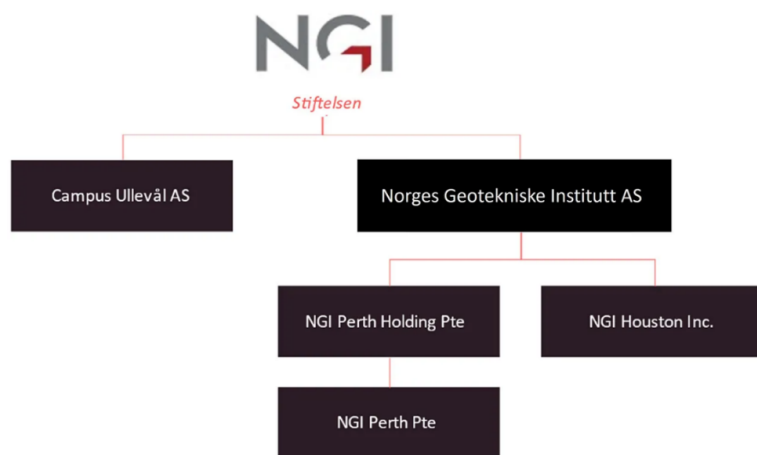 NGI
Stiftelsen
Campus Ullevål AS
Norges Geotekniske Institutt AS
NGI Perth Holding Pte
NGI Houston Inc.
NGI Perth Pte